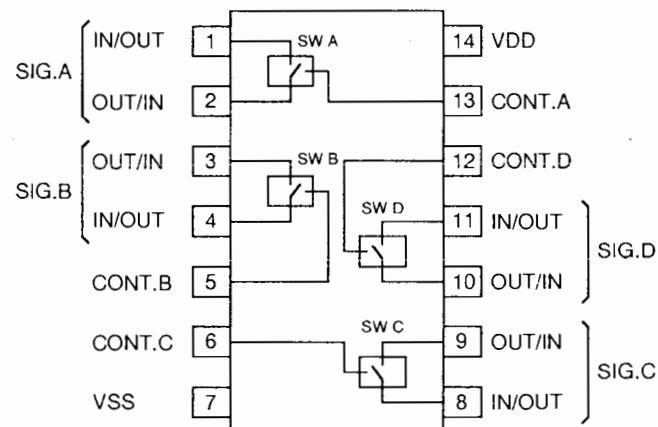 IN/OUT 1 SW A 14 VDD
SIG.A
OUT/IN 2 13 CONT.A
OUT/IN 3 SW B 12 CONT.D
SIG.B
IN/OUT 4 SW D 11 IN/OUT
SIG.D
CONT.B 5 10 OUT/IN
CONT.C 6 SW C 9 OUT/IN
SIG.C
VSS 7 8 IN/OUT